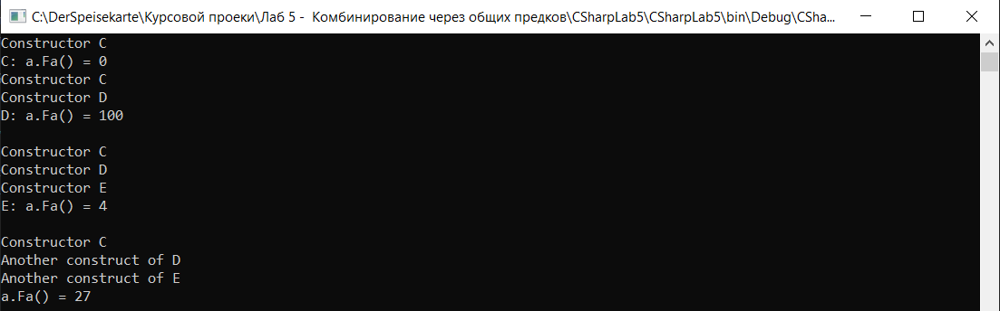 C:\DerSpeisekarte\Курсовой проеки\Лаб 5 -  Комбинирование через общих предков\CSharpLab5\CSharpLab5\bin\Debug\CSha...
Constructor C
C: a.Fa() = 0
Constructor C
Constructor D
D: a.Fa() = 100
Constructor C
Constructor D
Constructor E
E: a.Fa() = 4
Constructor C
Another construct of D
Another construct of E
a.Fa() = 27